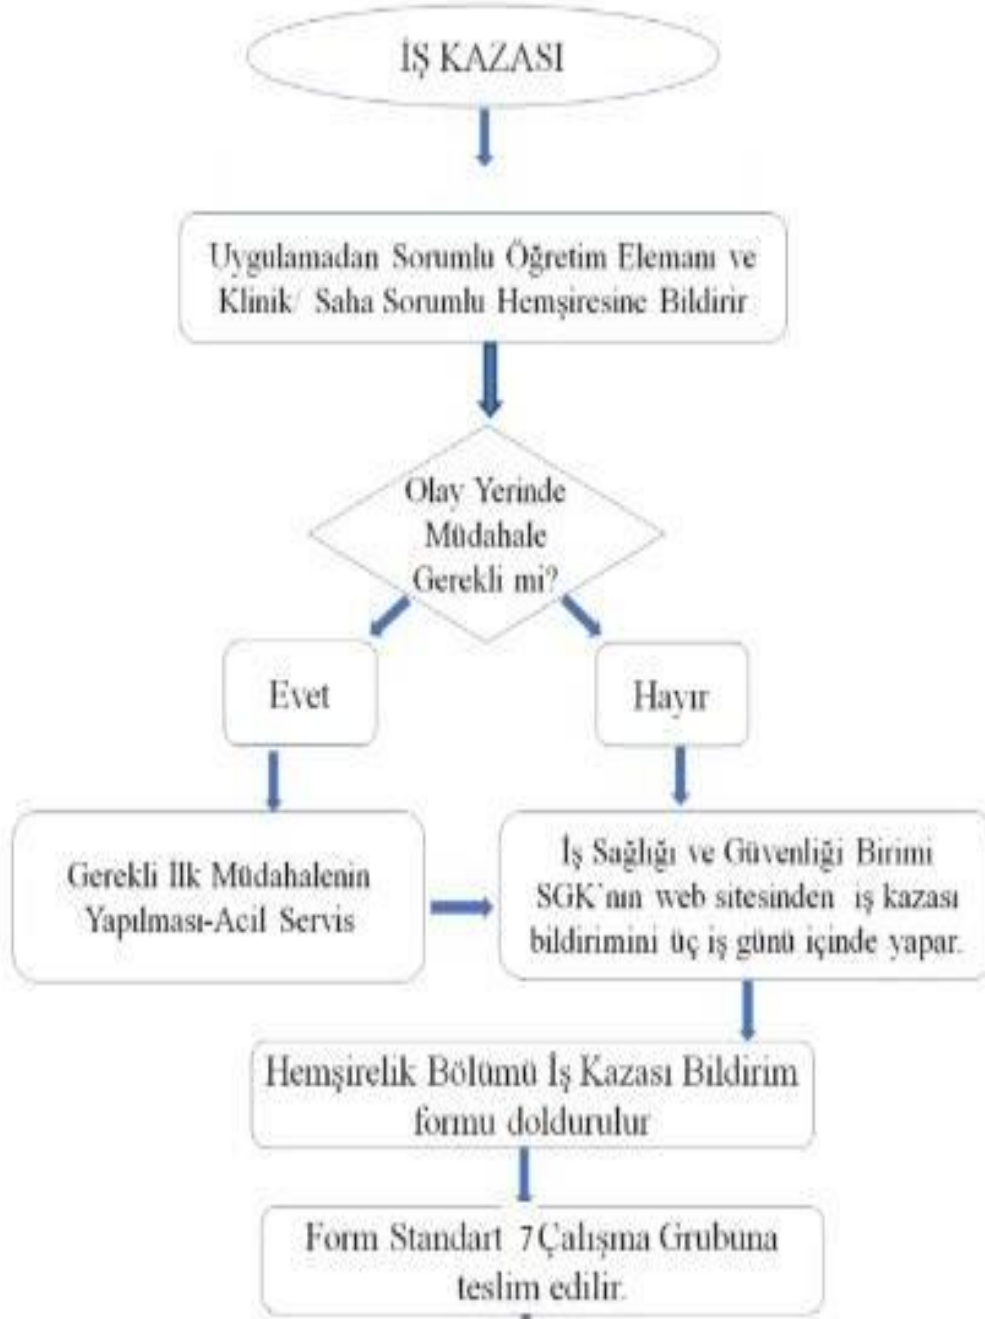 İŞ KAZASI
Uygulamadan Sorumlu Öğretim Elemanı ve
Klinik/ Saha Sorumlu Hemşiresine Bildirir
Olay Yerinde
Müdahale
Gerekli mi?
Evet
Hayır
Gerekli İlk Müdahalenin
Yapılması-Acil Servis
İş Sağlığı ve Güvenliği Birimi
SGK`nın web sitesinden iş kazası
bildirimini üç iş günü içinde yapar.
Hemşirelik Bölümü İş Kazası Bildirim
formu doldurulur
Form Standart 7 Çalışma Grubuna
teslim edilir.